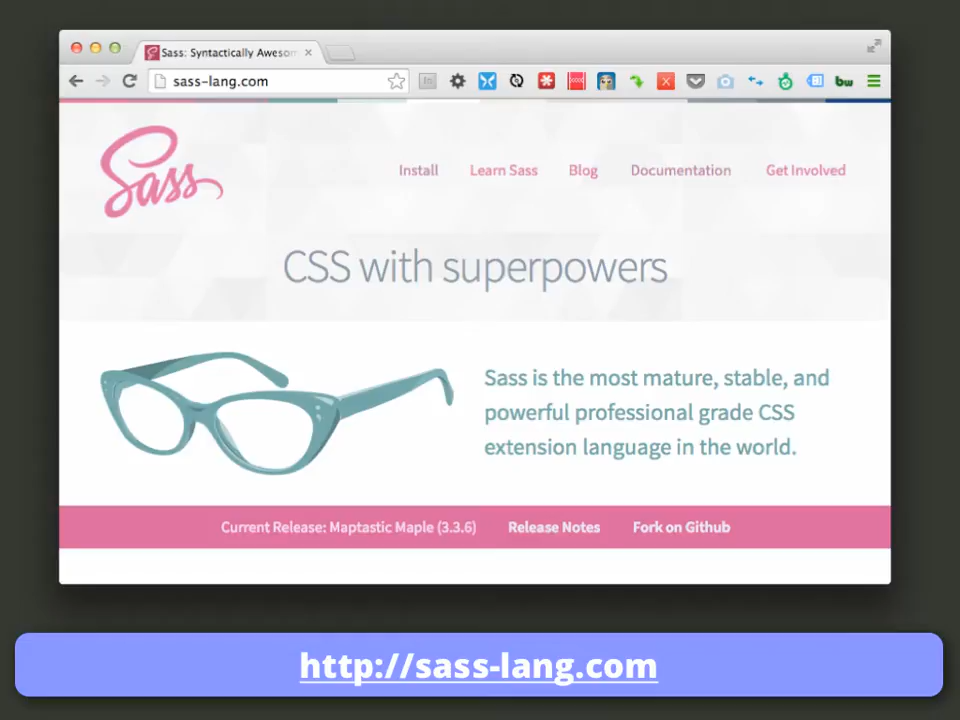 Sass: Syntactically Aweson
sass-lang.com
bw
Sass
Install Learn Sass Blog Documentation Get Involved
CSS with superpowers
Sass is the most mature, stable, and
powerful professional grade CSS
extension language in the world.
Current Release: Maptastic Maple (3.3.6) Release Notes Fork on Github
http://sass-lang.com